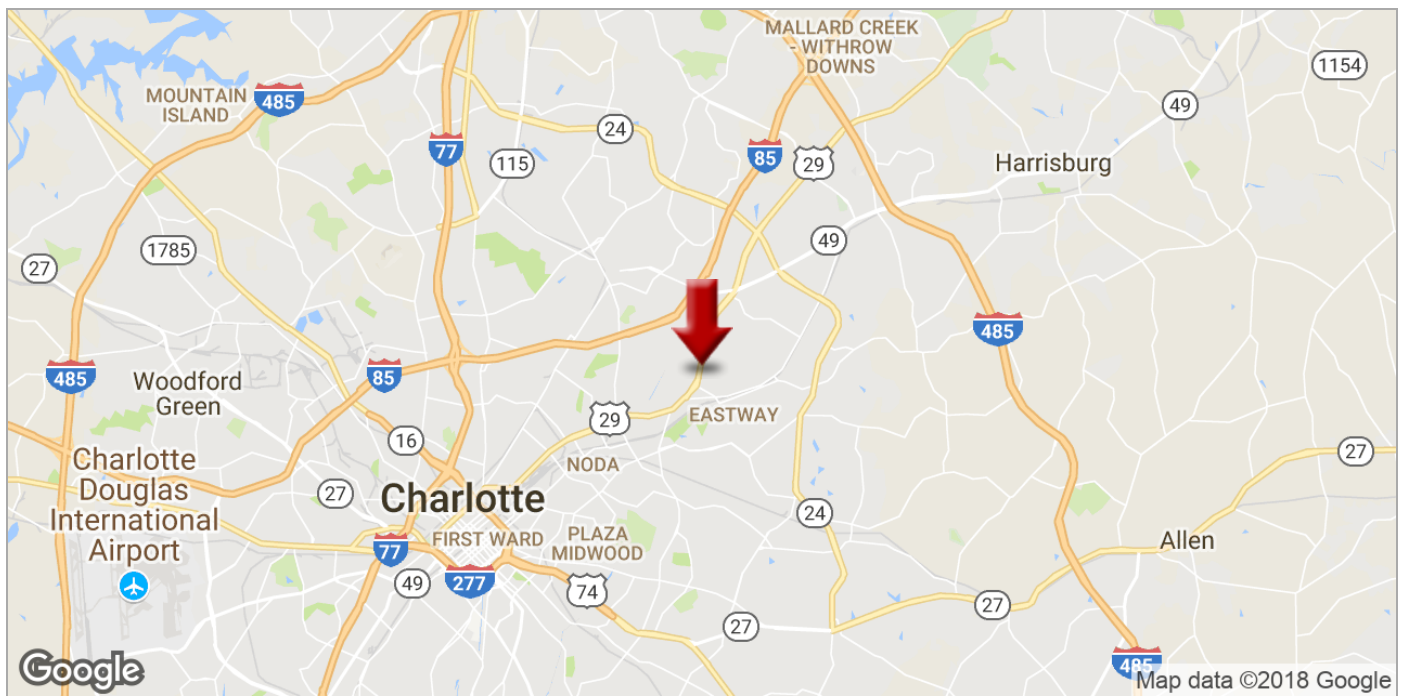 MALLARD CREEK
- WITHROW
DOWNS
1154
485
MOUNTAIN
ISLAND
49
24
77
115
85
29
Harrisburg
49
1785
27
485
485
Woodford
Green
85
29
EASTWAY
16
27
NODA
Charlotte
Douglas
International
Airport
27
Charlotte
24
FIRST WARD
PLAZA
MIDWOOD
Allen
77
49
277
74
27
27
485
Google
Map data ©2018 Google